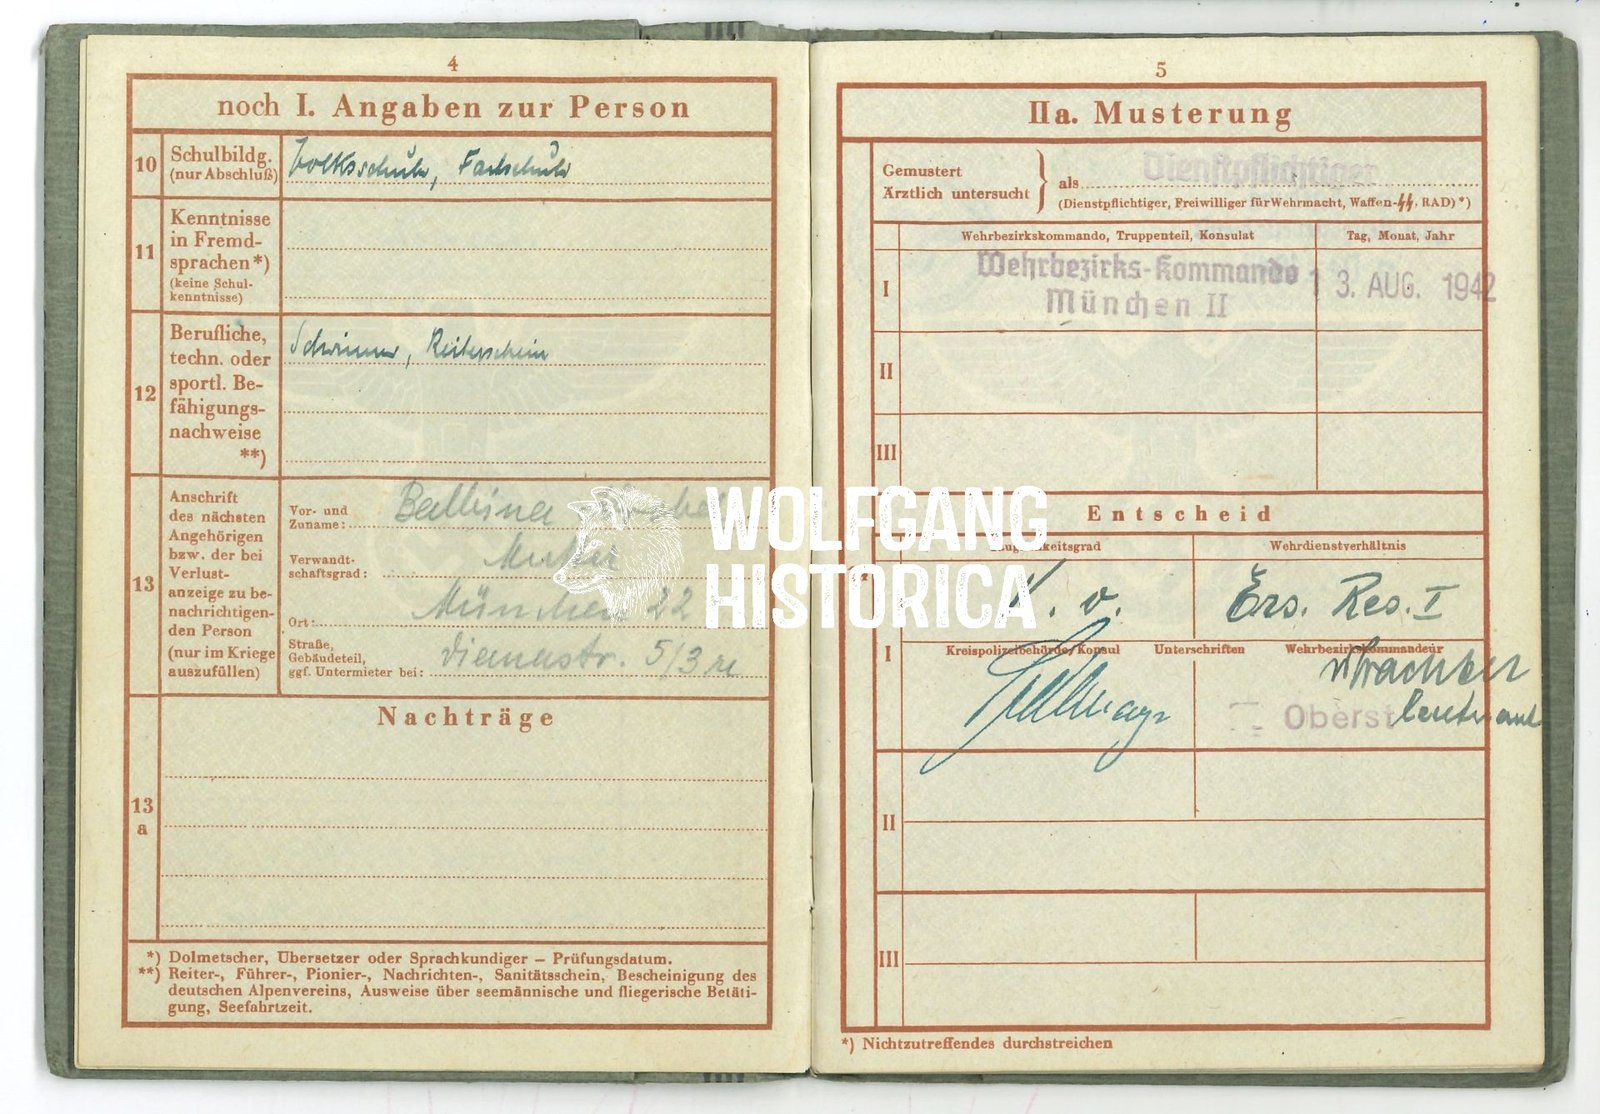 4
noch I. Angaben zur Person
10
Schulbildg.
(nur Abschluß)
Volksschule, Fachschule
11
Kenntnisse
in Fremd-
sprachen*)
(keine Schul-
kenntnisse)
12
Berufliche,
techn. oder
sportl. Be-
fähigungs-
nachweise
**)
Schwimmer, Reiterschein
13
Anschrift
des nächsten
Angehörigen
bzw. der bei
Verlust-
anzeige zu be-
nachrichtigen-
den Person
(nur im Kriege
auszufüllen)
Vor- und
Zuname: Balbina
Verwandt-
schaftsgrad: Mutter
Ort: München 22
Straße,
Gebäudeteil,
ggf. Untermieter bei: 5/3 re
Nachträge
13
a
*) Dolmetscher, Übersetzer oder Sprachkundiger – Prüfungsdatum.
**) Reiter-, Führer-, Pionier-, Nachrichten-, Sanitätsschein, Bescheinigung des
deutschen Alpenvereins, Ausweise über seemännische und fliegerische Betäti-
gung, Seefahrtzeit.
WOLFGANG
HISTORICA
5
IIa. Musterung
Gemustert
Ärztlich untersucht
als Dienstpflichtiger
(Dienstpflichtiger, Freiwilliger für Wehrmacht, Waffen-SS, RAD)*)
Wehrbezirkskommando, Truppenteil, Konsulat
Tag, Monat, Jahr
I
Wehrbezirks-Kommando
München II
13. AUG. 1942
II
III
Entscheid
Wehrdienstverhältnis
K. v.
Ers. Res. I
I
Kreispolizeibehörde/Konsul Unterschriften Wehrbezirkskommandeur
Oberstleutnant
II
III
*) Nichtzutreffendes durchstreichen